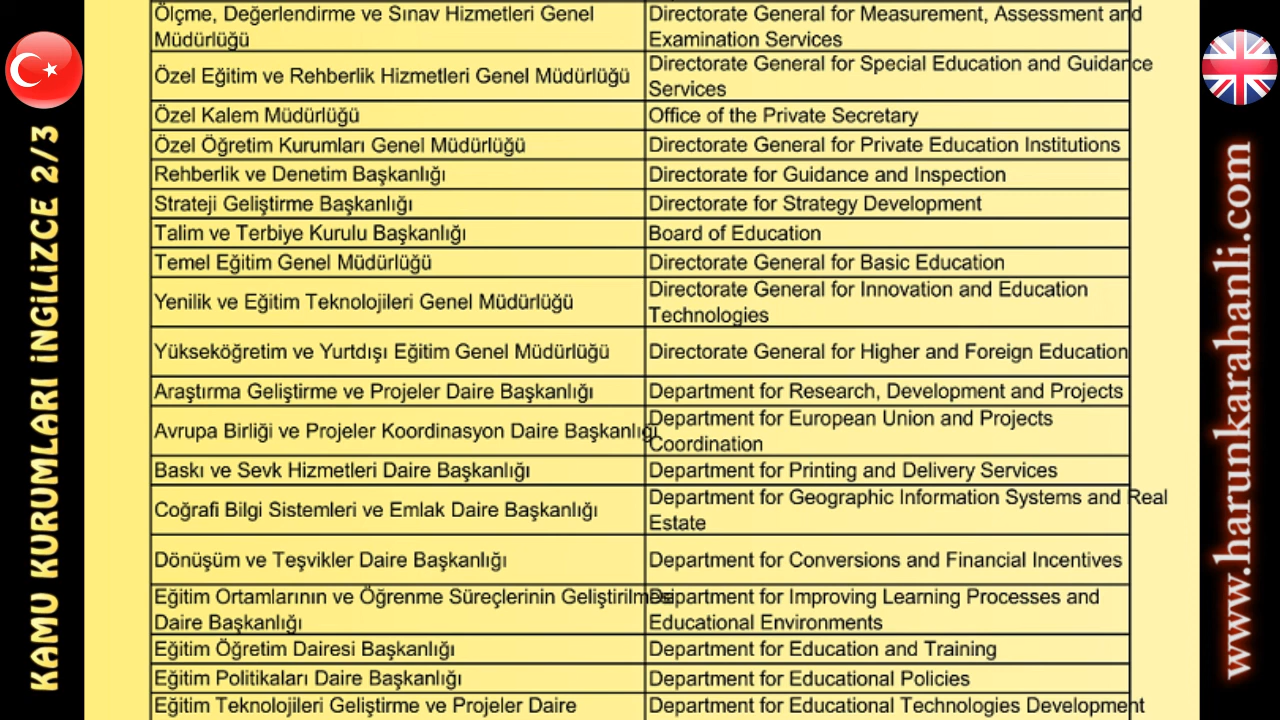 KAMU KURUMLARI İNGİLİZCE 2/3
Ölçme, Değerlendirme ve Sınav Hizmetleri Genel
Müdürlüğü
Directorate General for Measurement, Assessment and
Examination Services
Özel Eğitim ve Rehberlik Hizmetleri Genel Müdürlüğü
Directorate General for Special Education and Guidance
Services
Özel Kalem Müdürlüğü
Office of the Private Secretary
Özel Öğretim Kurumları Genel Müdürlüğü
Directorate General for Private Education Institutions
Rehberlik ve Denetim Başkanlığı
Directorate for Guidance and Inspection
Strateji Geliştirme Başkanlığı
Directorate for Strategy Development
Talim ve Terbiye Kurulu Başkanlığı
Board of Education
Temel Eğitim Genel Müdürlüğü
Directorate General for Basic Education
Yenilik ve Eğitim Teknolojileri Genel Müdürlüğü
Directorate General for Innovation and Education
Technologies
Yükseköğretim ve Yurtdışı Eğitim Genel Müdürlüğü
Directorate General for Higher and Foreign Education
Araştırma Geliştirme ve Projeler Daire Başkanlığı
Department for Research, Development and Projects
Avrupa Birliği ve Projeler Koordinasyon Daire Başkanlığı
Department for European Union and Projects
Coordination
Baskı ve Sevk Hizmetleri Daire Başkanlığı
Department for Printing and Delivery Services
Coğrafi Bilgi Sistemleri ve Emlak Daire Başkanlığı
Department for Geographic Information Systems and Real
Estate
Dönüşüm ve Teşvikler Daire Başkanlığı
Department for Conversions and Financial Incentives
Eğitim Ortamlarının ve Öğrenme Süreçlerinin Geliştirilmesi
Daire Başkanlığı
Department for Improving Learning Processes and
Educational Environments
Eğitim Öğretim Dairesi Başkanlığı
Department for Education and Training
Eğitim Politikaları Daire Başkanlığı
Department for Educational Policies
Eğitim Teknolojileri Geliştirme ve Projeler Daire
Department for Educational Technologies Development
www.harunkarahanli.com